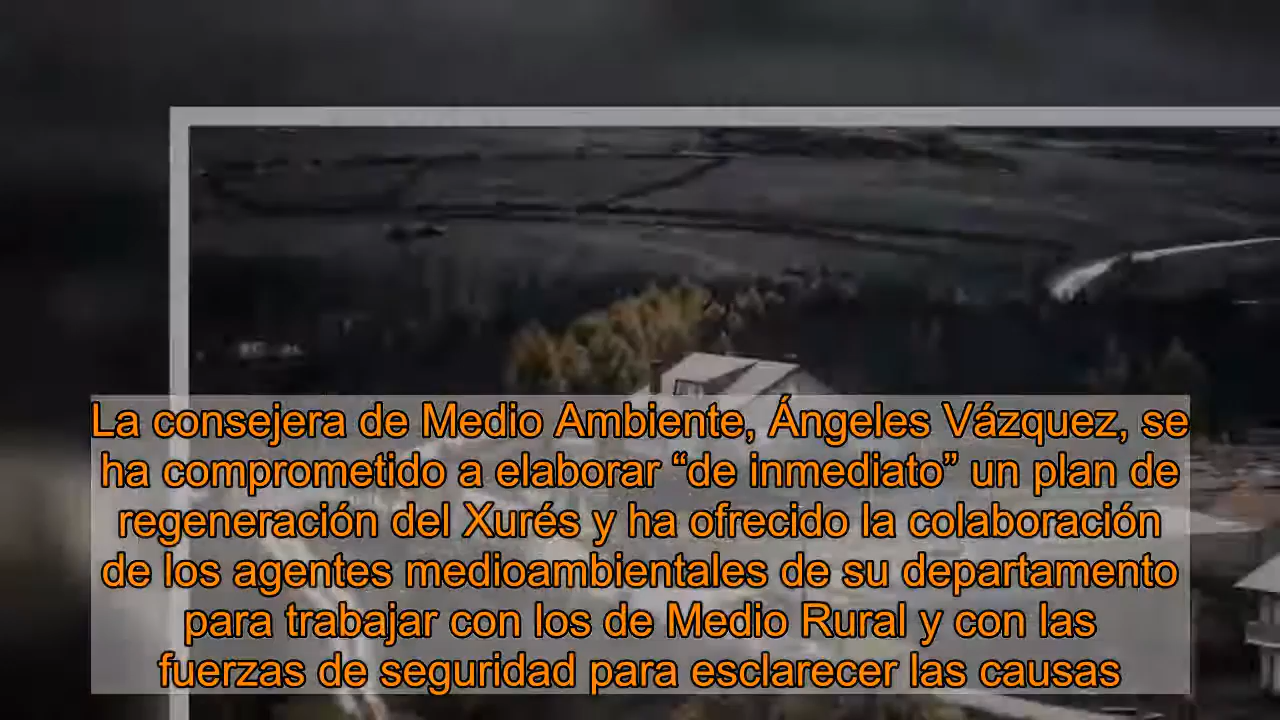 La consejera de Medio Ambiente, Ángeles Vázquez, se
ha comprometido a elaborar “de inmediato” un plan de
regeneración del Xurés y ha ofrecido la colaboración
de los agentes medioambientales de su departamento
para trabajar con los de Medio Rural y con las
fuerzas de seguridad para esclarecer las causas